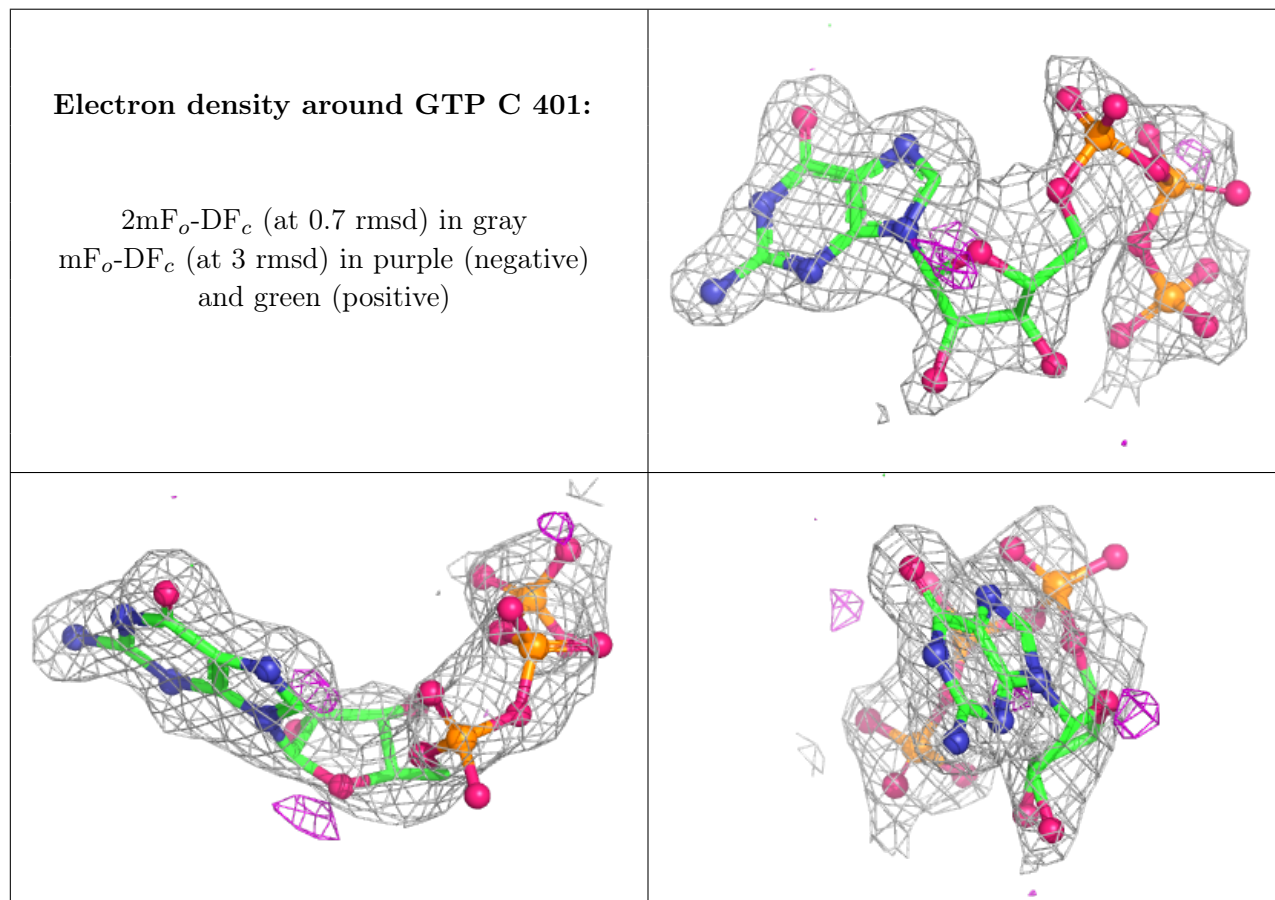 Electron density around GTP C 401:
2mFo-DFc (at 0.7 rmsd) in gray
mFo-DFc (at 3 rmsd) in purple (negative)
and green (positive)